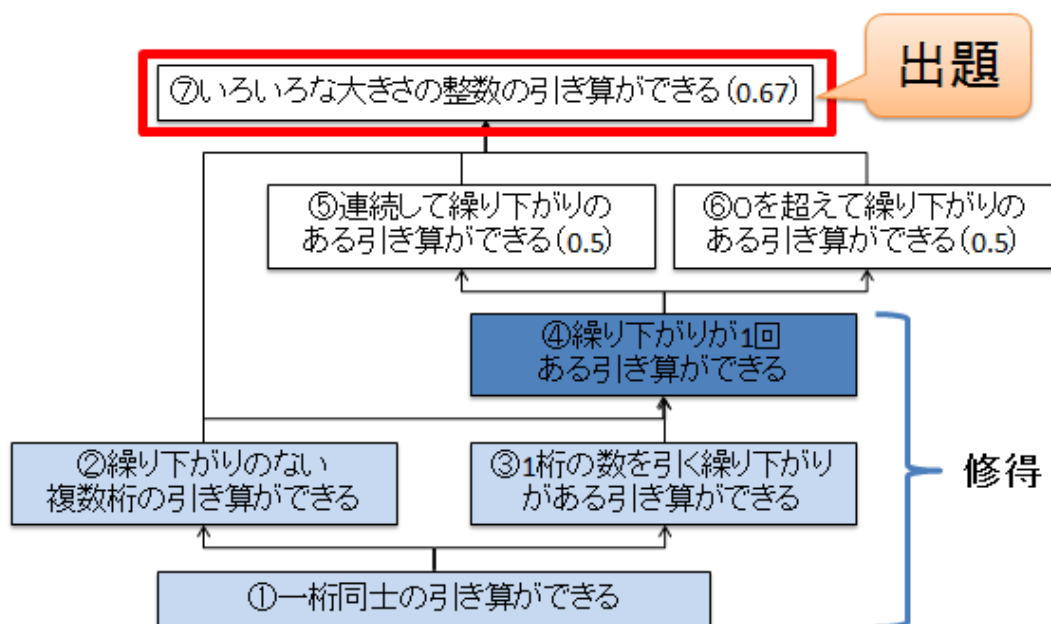 出題
⑦いろいろな大きさの整数の引き算ができる(0.67)
⑤連続して繰り下がりの
ある引き算ができる(0.5)
⑥0を超えて繰り下がりの
ある引き算ができる(0.5)
④繰り下がりが1回
ある引き算ができる
②繰り下がりのない
複数桁の引き算ができる
③1桁の数を引く繰り下がり
がある引き算ができる
修得
①一桁同士の引き算ができる